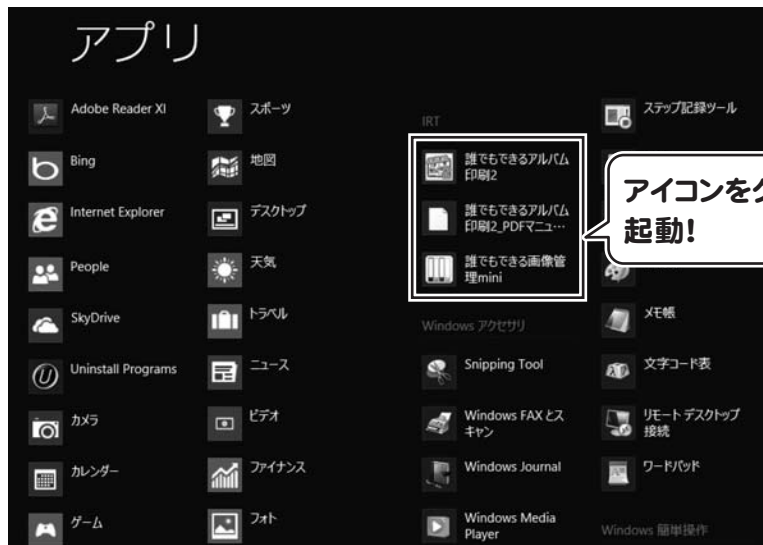 アプリ
Adobe Reader XI
Bing
Internet Explorer
People
SkyDrive
Uninstall Programs
カメラ
カレンダー
ゲーム
スポーツ
地図
デスクトップ
天気
トラベル
ニュース
ビデオ
ファイナンス
フォト
IRT
誰でもできるアルバム
印刷2
誰でもできるアルバム
印刷2_PDFマニュ…
誰でもできる画像管
理mini
Windows アクセサリ
Snipping Tool
Windows FAX とス
キャン
Windows Journal
Windows Media
Player
ステップ記録ツール
アイコンを
起動!
メモ帳
文字コード表
リモート デスクトップ
接続
ワードパッド
Windows 簡単操作